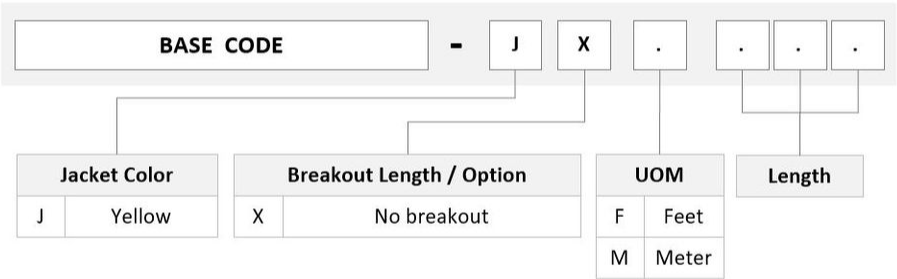 BASE CODE - J X . . . .
Jacket Color
J Yellow
Breakout Length / Option
X No breakout
UOM
F Feet
M Meter
Length